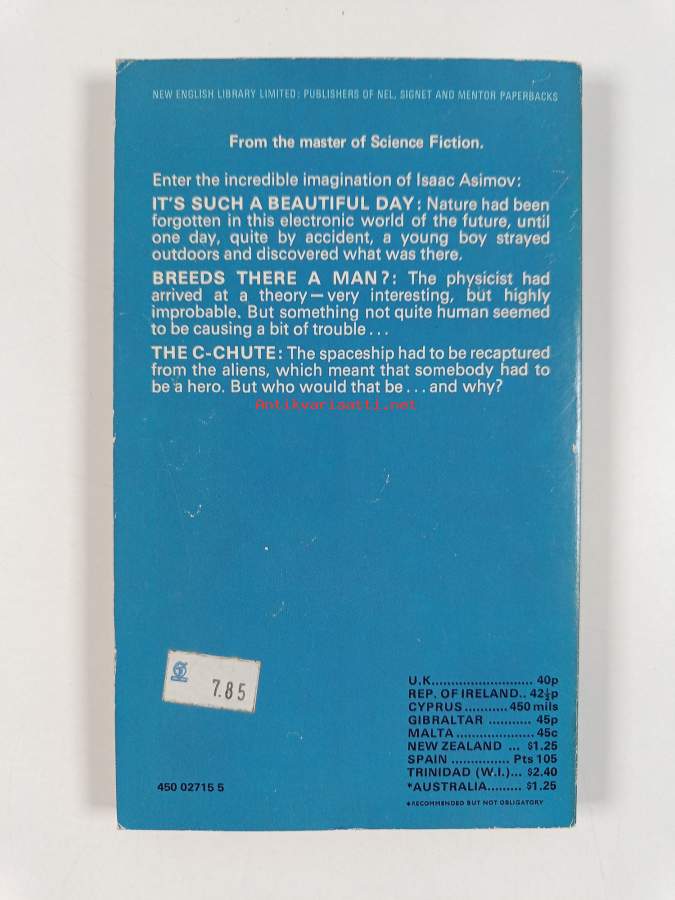 NEW ENGLISH LIBRARY LIMITED: PUBLISHERS OF NEL, SIGNET AND MENTOR PAPERBACKS
From the master of Science Fiction.
Enter the incredible imagination of Isaac Asimov:
IT'S SUCH A BEAUTIFUL DAY: Nature had been
forgotten in this electronic world of the future, until
one day, quite by accident, a young boy strayed
outdoors and discovered what was there.
BREEDS THERE A MAN?: The physicist had
arrived at a theory—very interesting, but highly
improbable. But something not quite human seemed
to be causing a bit of trouble...
THE C-CHUTE: The spaceship had to be recaptured
from the aliens, which meant that somebody had to
be a hero. But who would that be...and why?
Antikvariaatti.net
7.85
U.K.......................... 40p
REP. OF IRELAND.. 42½p
CYPRUS........... 450 mils
GIBRALTAR ........... 45p
MALTA.................... 45c
NEW ZEALAND ... $1.25
SPAIN ............... Pts 105
TRINIDAD (W.I.)... $2.40
*AUSTRALIA......... $1.25
*RECOMMENDED BUT NOT OBLIGATORY
450 02715 5